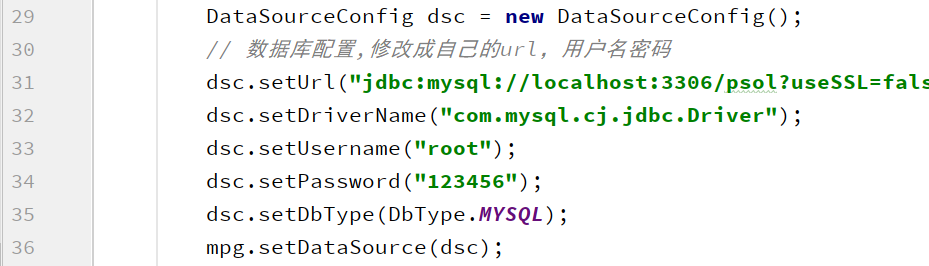 29 DataSourceConfig dsc = new DataSourceConfig();
30 // 数据库配置,修改成自己的url，用户名密码
31 dsc.setUrl("jdbc:mysql://localhost:3306/psol?useSSL=fals
32 dsc.setDriverName("com.mysql.cj.jdbc.Driver");
33 dsc.setUsername("root");
34 dsc.setPassword("123456");
35 dsc.setDbType(DbType.MYSQL);
36 mpg.setDataSource(dsc);